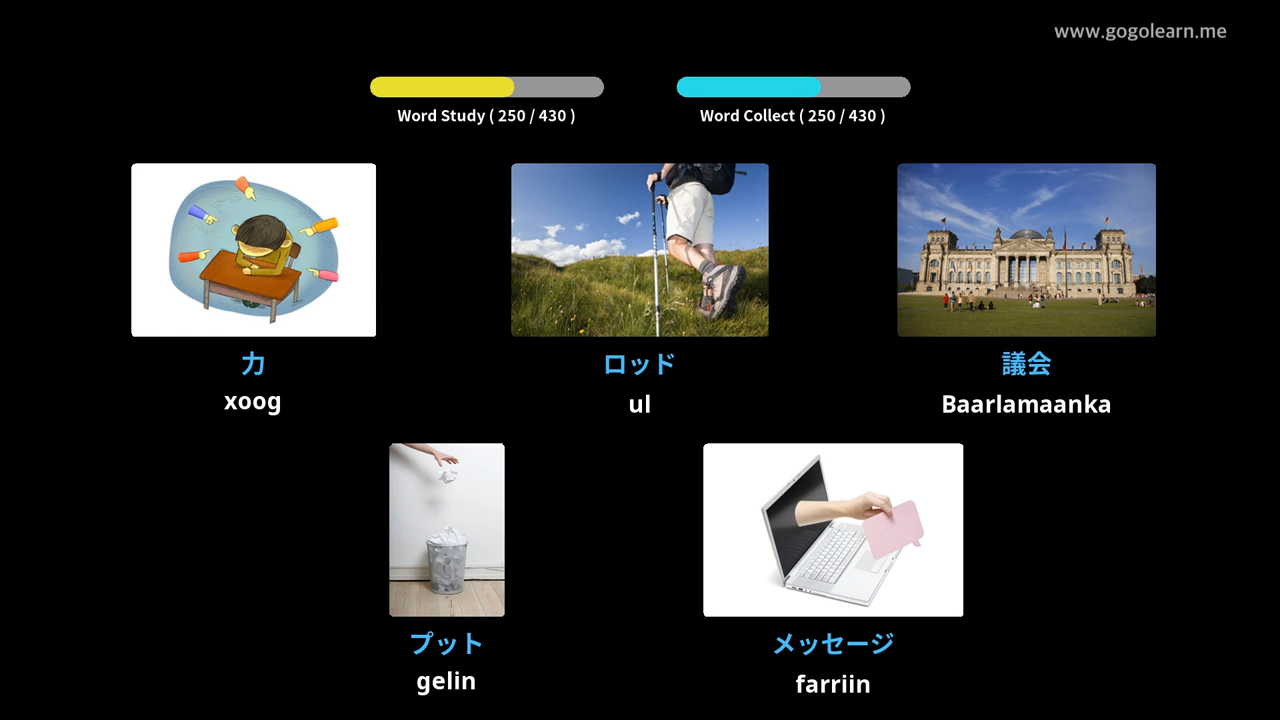 www.gogolearn.me
Word Study ( 250 / 430 )
Word Collect ( 250 / 430 )
力
xoog
ロッド
ul
議会
Baarlamaanka
プット
gelin
メッセージ
farriin